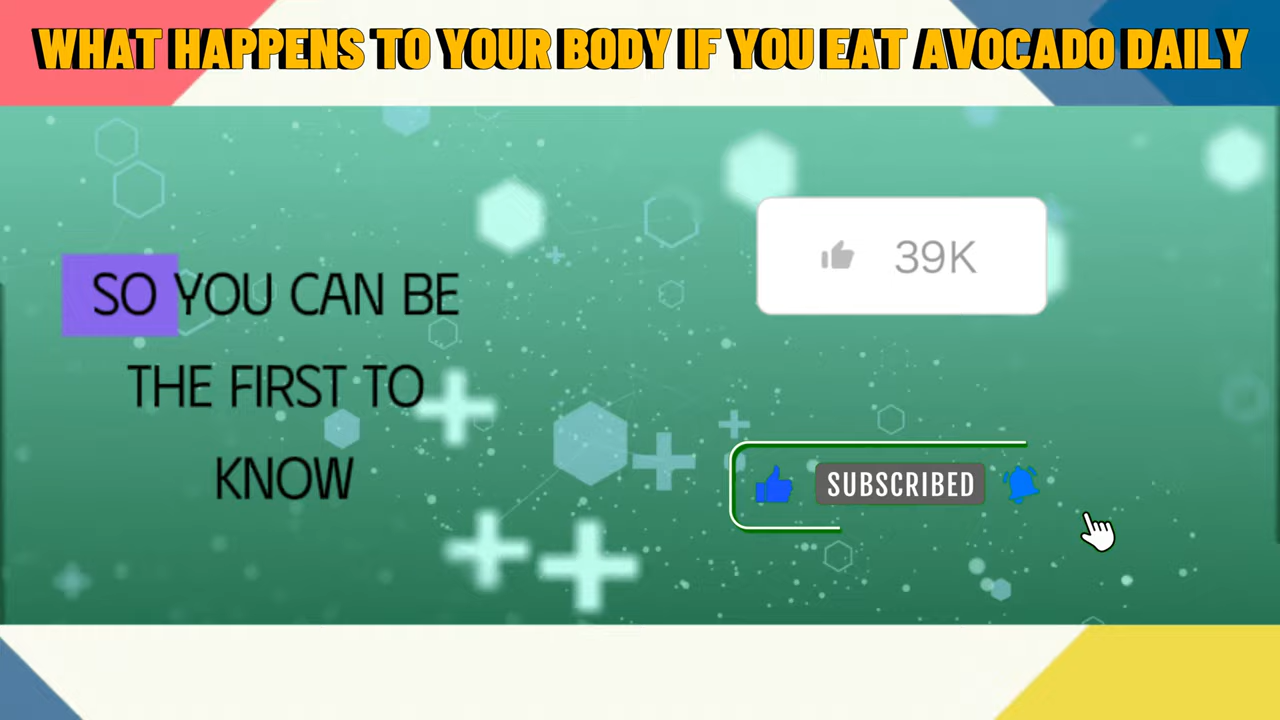 WHAT HAPPENS TO YOUR BODY IF YOU EAT AVOCADO DAILY
SO YOU CAN BE
THE FIRST TO
KNOW
39K
SUBSCRIBED